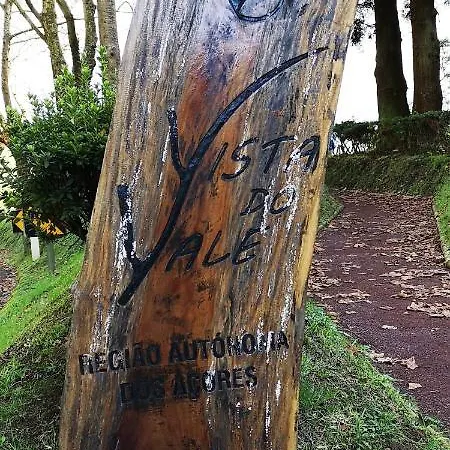 VISTA
DO
VALE
REGIÃO AUTÓNOMA
DOS AÇORES